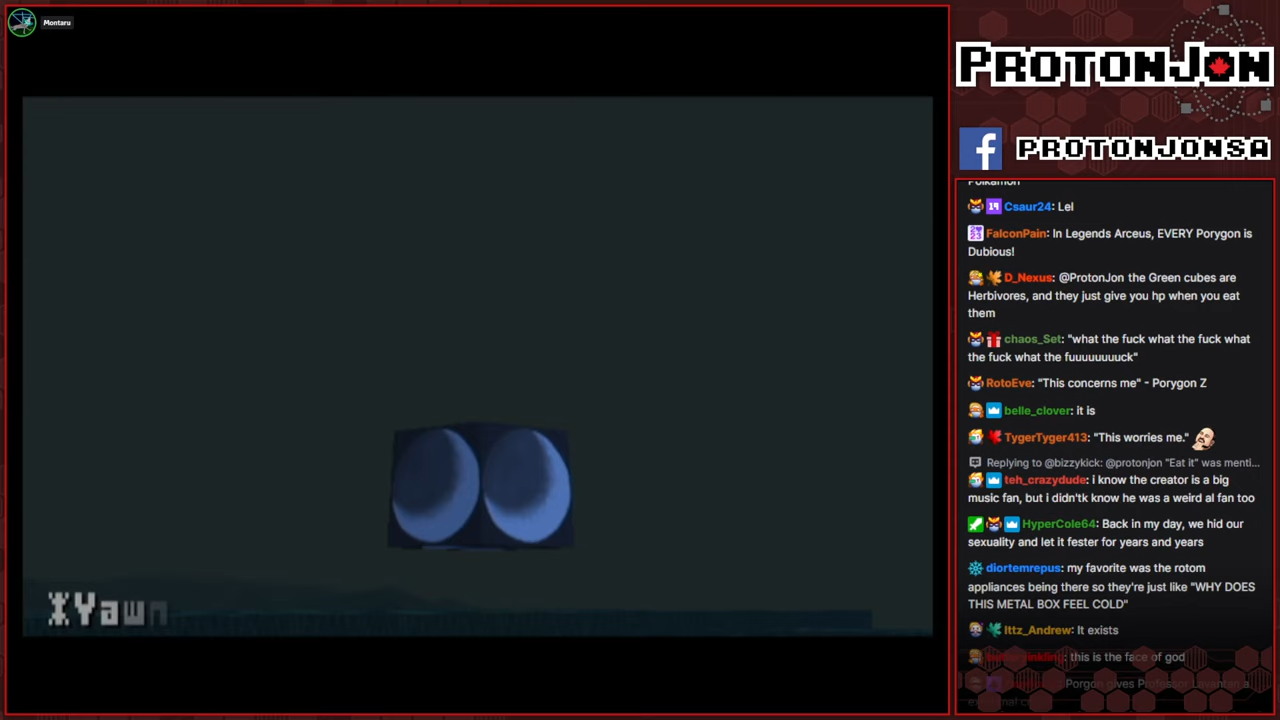 Montaru
PROTONJON
PROTONJONSA
Csaur24: Lel
FalconPain: In Legends Arceus, EVERY Porygon is
Dubious!
D_Nexus: @ProtonJon the Green cubes are
Herbivores, and they just give you hp when you eat
them
chaos_Set: "what the fuck what the fuck what
the fuck what the fuuuuuuuuck"
RotoEve: "This concerns me" - Porygon Z
belle_clover: it is
TygerTyger413: "This worries me."
Replying to @bizzykick: @protonjon "Eat it" was menti...
teh_crazydude: i know the creator is a big
music fan, but i didn'tk know he was a weird al fan too
HyperCole64: Back in my day, we hid our
sexuality and let it fester for years and years
diortemrepus: my favorite was the rotom
appliances being there so they're just like "WHY DOES
THIS METAL BOX FEEL COLD"
Ittz_Andrew: It exists
: this is the face of god
Porgon gives Professor
Yawn